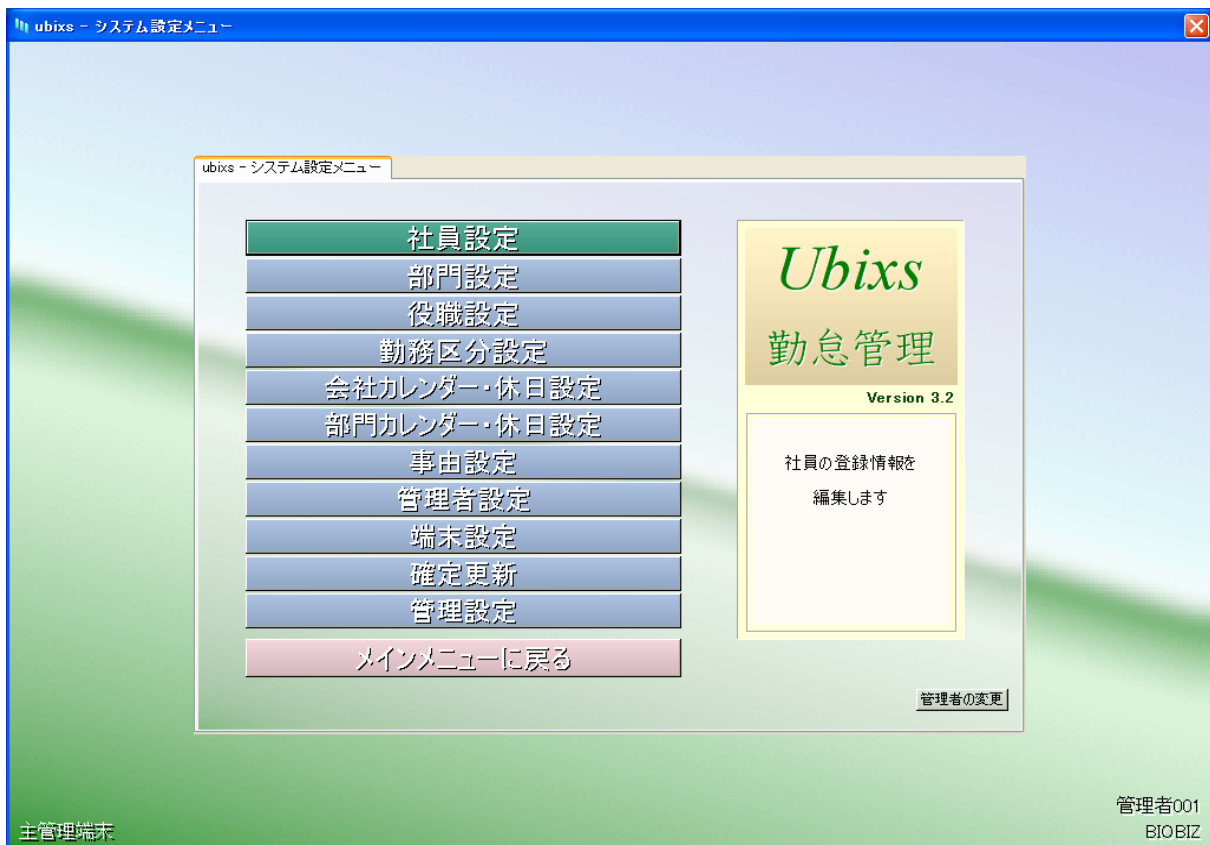 ubixs - システム設定メニュー
ubixs - システム設定メニュー
社員設定
部門設定
役職設定
勤務区分設定
会社カレンダー・休日設定
部門カレンダー・休日設定
事由設定
管理者設定
端末設定
確定更新
管理設定
メインメニューに戻る
Ubixs
勤怠管理
Version 3.2
社員の登録情報を
編集します
管理者の変更
主管理端末
管理者001
BIOBIZ